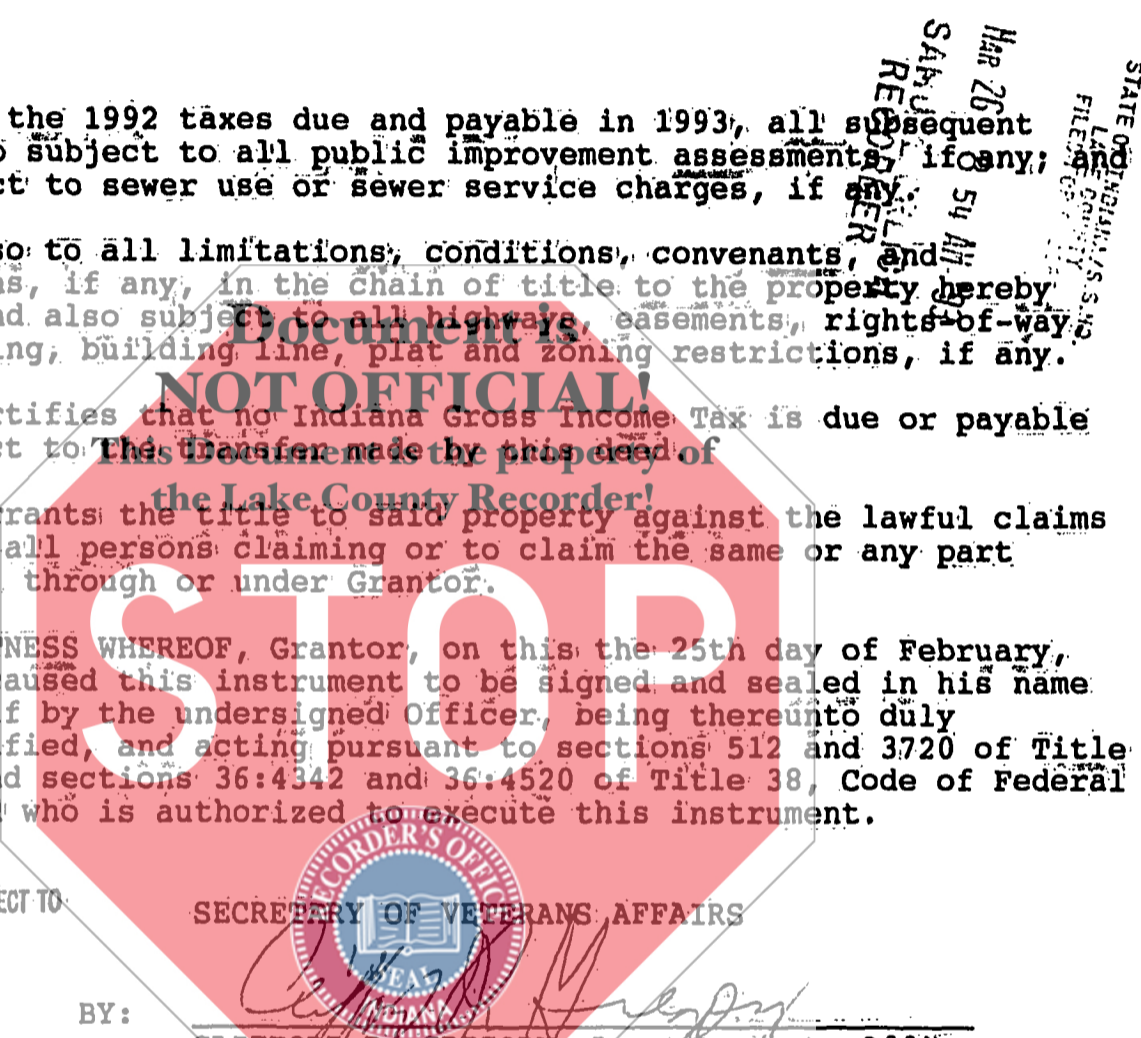 the 1992 taxes due and payable in 1993, all subsequent
subject to all public improvement assessments, if any; and
ct to sewer use or sewer service charges, if any.
so to all limitations, conditions, convenants, and
s, if any, in the chain of title to the property hereby
nd also subject to all highways, easements, rights-of-way,
ng, building line, plat and zoning restrictions, if any.
rtifies that no Indiana Gross Income Tax is due or payable
ct to the transfer made by this deed.
rants the title to said property against the lawful claims
all persons claiming or to claim the same or any part
through or under Grantor.
NESS WHEREOF, Grantor, on this the 25th day of February,
aused this instrument to be signed and sealed in his name
f by the undersigned Officer, being thereunto duly
fied, and acting pursuant to sections 512 and 3720 of Title
d sections 36:4342 and 36:4520 of Title 38, Code of Federal
who is authorized to execute this instrument.
ECT TO
SECRETARY OF VETERANS AFFAIRS
BY:
Document is
NOT OFFICIAL!
This Document is the property of
the Lake County Recorder!
STOP
RECORDER'S OFFICE
SEAL
INDIANA
STATE OF INDIANA/S.S.NO.
LAKE COUNTY
FILED
MAR 26 8 54 AM '93
RECORDER